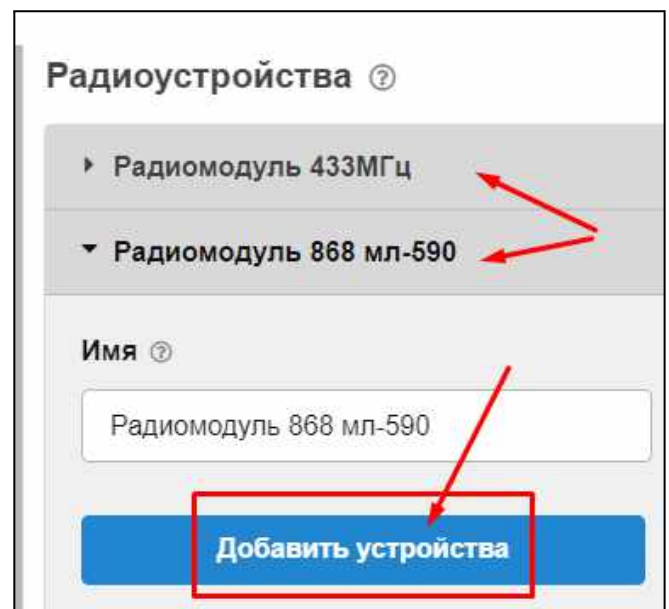 Радиоустройства
Радиомодуль 433МГц
Радиомодуль 868 мл-590
Имя
Радиомодуль 868 мл-590
Добавить устройства